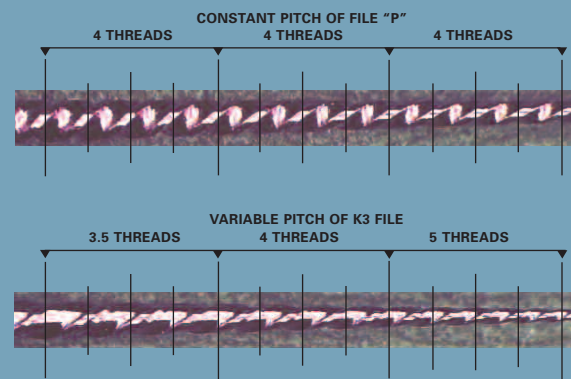 CONSTANT PITCH OF FILE “P”
4 THREADS 4 THREADS 4 THREADS
VARIABLE PITCH OF K3 FILE
3.5 THREADS 4 THREADS 5 THREADS